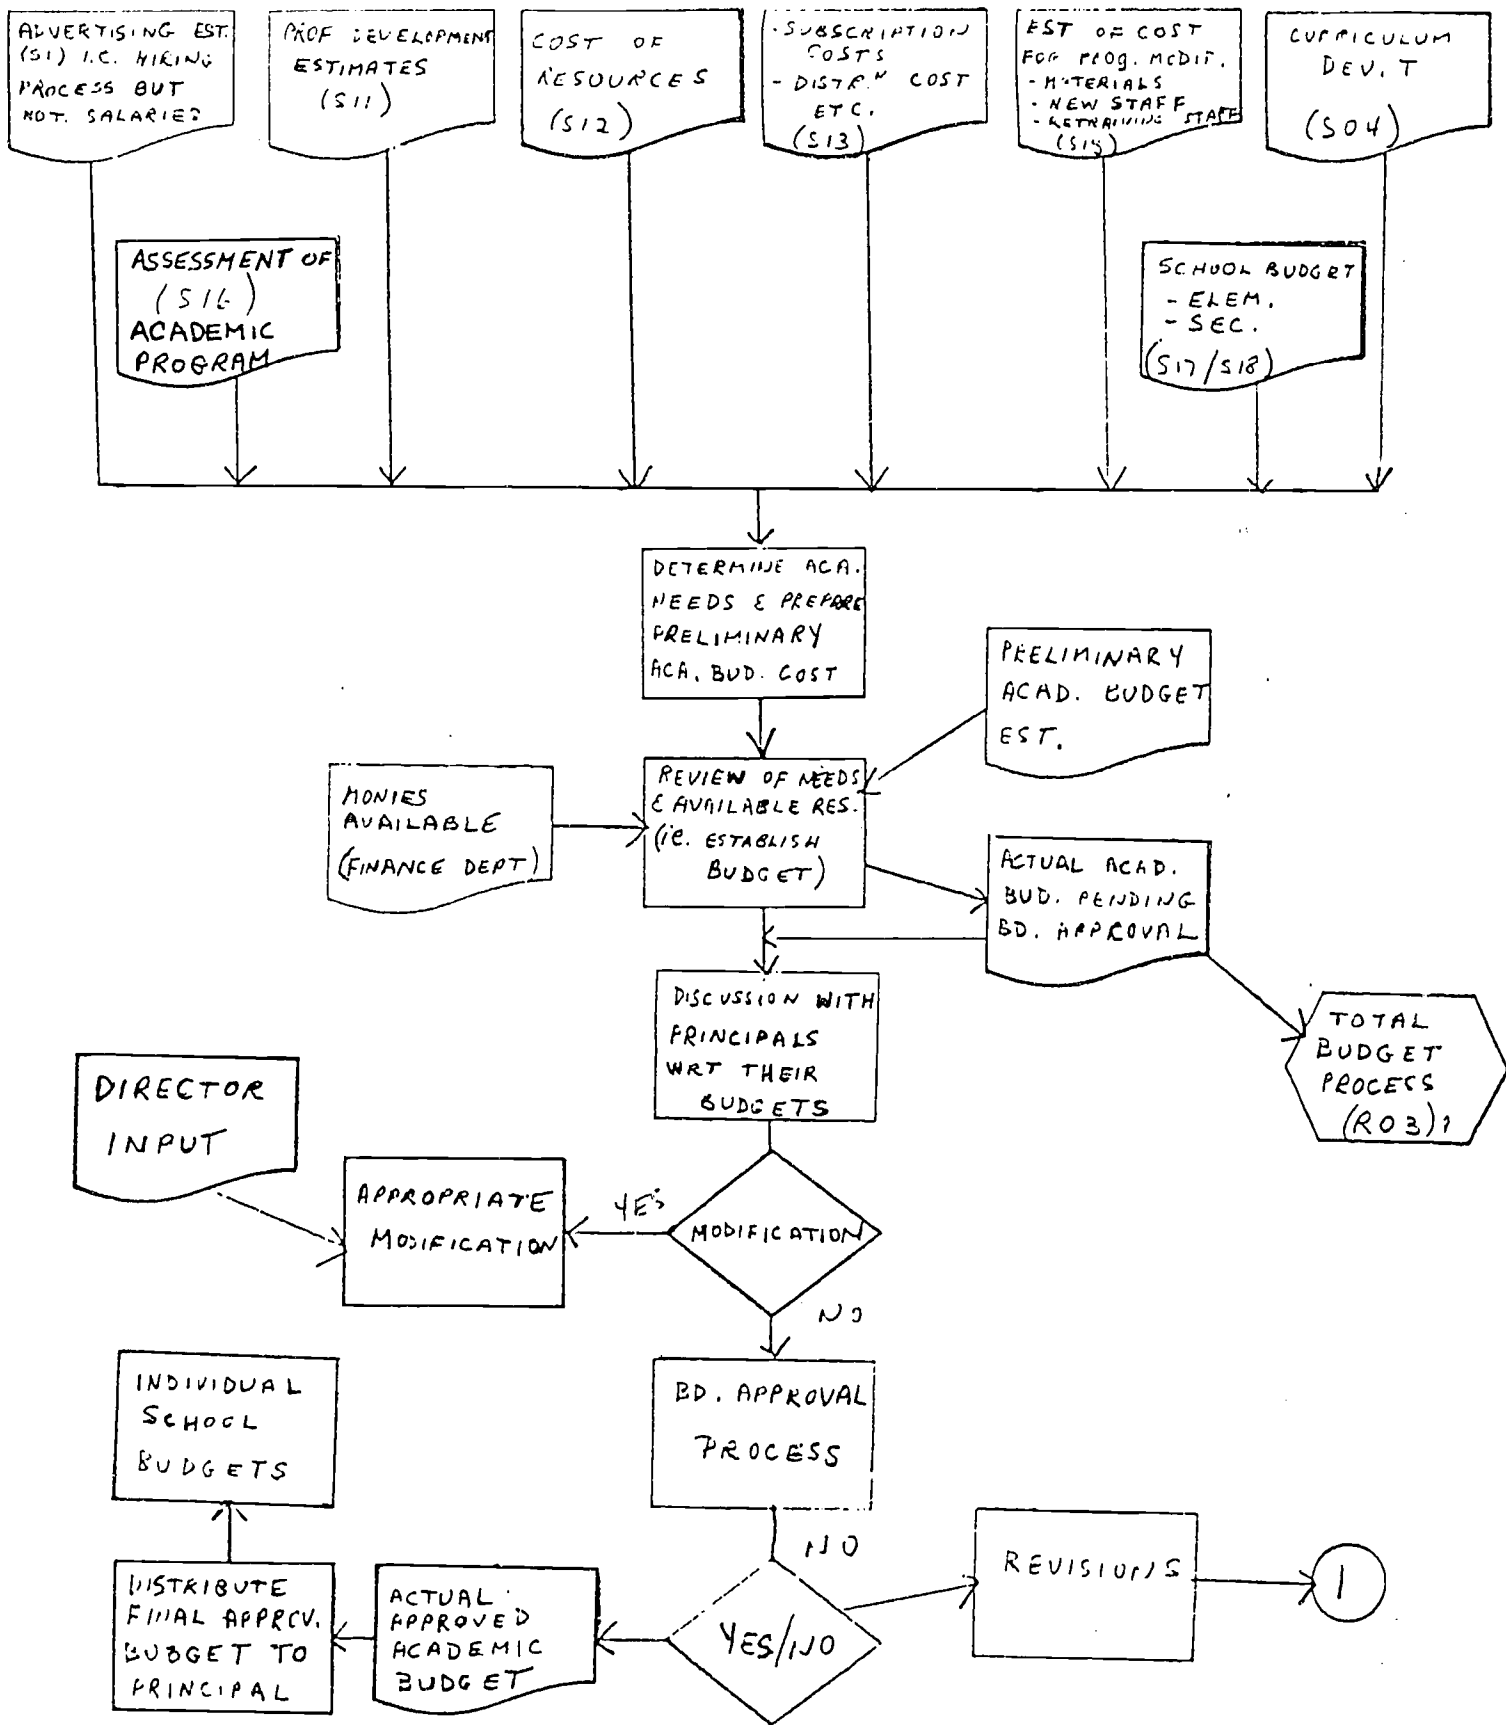 ADVERTISING EST.
(S1) I.E. HIRING
PROCESS BUT
NOT. SALARIES
PROF DEVELOPMENT
ESTIMATES
(S11)
COST OF
RESOURCES
(S12)
- SUBSCRIPTION
COSTS
- DISTR.N COST
ETC.
(S13)
EST OF COST
FOR PROG. MODIF.
- MATERIALS
- NEW STAFF
- RETRAINING STAFF
CURRICULUM
DEV.T
(S04)
ASSESSMENT OF
(S16)
ACADEMIC
PROGRAM
SCHOOL BUDGET
- ELEM.
- SEC.
(S17/S18)
DETERMINE ACA.
NEEDS & PREPARE
PRELIMINARY
ACA. BUD. COST
PRELIMINARY
ACAD. BUDGET
EST.
MONIES
AVAILABLE
(FINANCE DEPT)
REVIEW OF NEEDS
& AVAILABLE RES.
(i.e. ESTABLISH
BUDGET)
ACTUAL ACAD.
BUD. PENDING
BD. APPROVAL
DISCUSSION WITH
PRINCIPALS
WRT THEIR
BUDGETS
TOTAL
BUDGET
PROCESS
(R03)
DIRECTOR
INPUT
APPROPRIATE
MODIFICATION
YES
MODIFICATION
NO
INDIVIDUAL
SCHOOL
BUDGETS
BD. APPROVAL
PROCESS
NO
REVISIONS
1
DISTRIBUTE
FINAL APPROV.
BUDGET TO
PRINCIPAL
ACTUAL
APPROVED
ACADEMIC
BUDGET
YES/NO